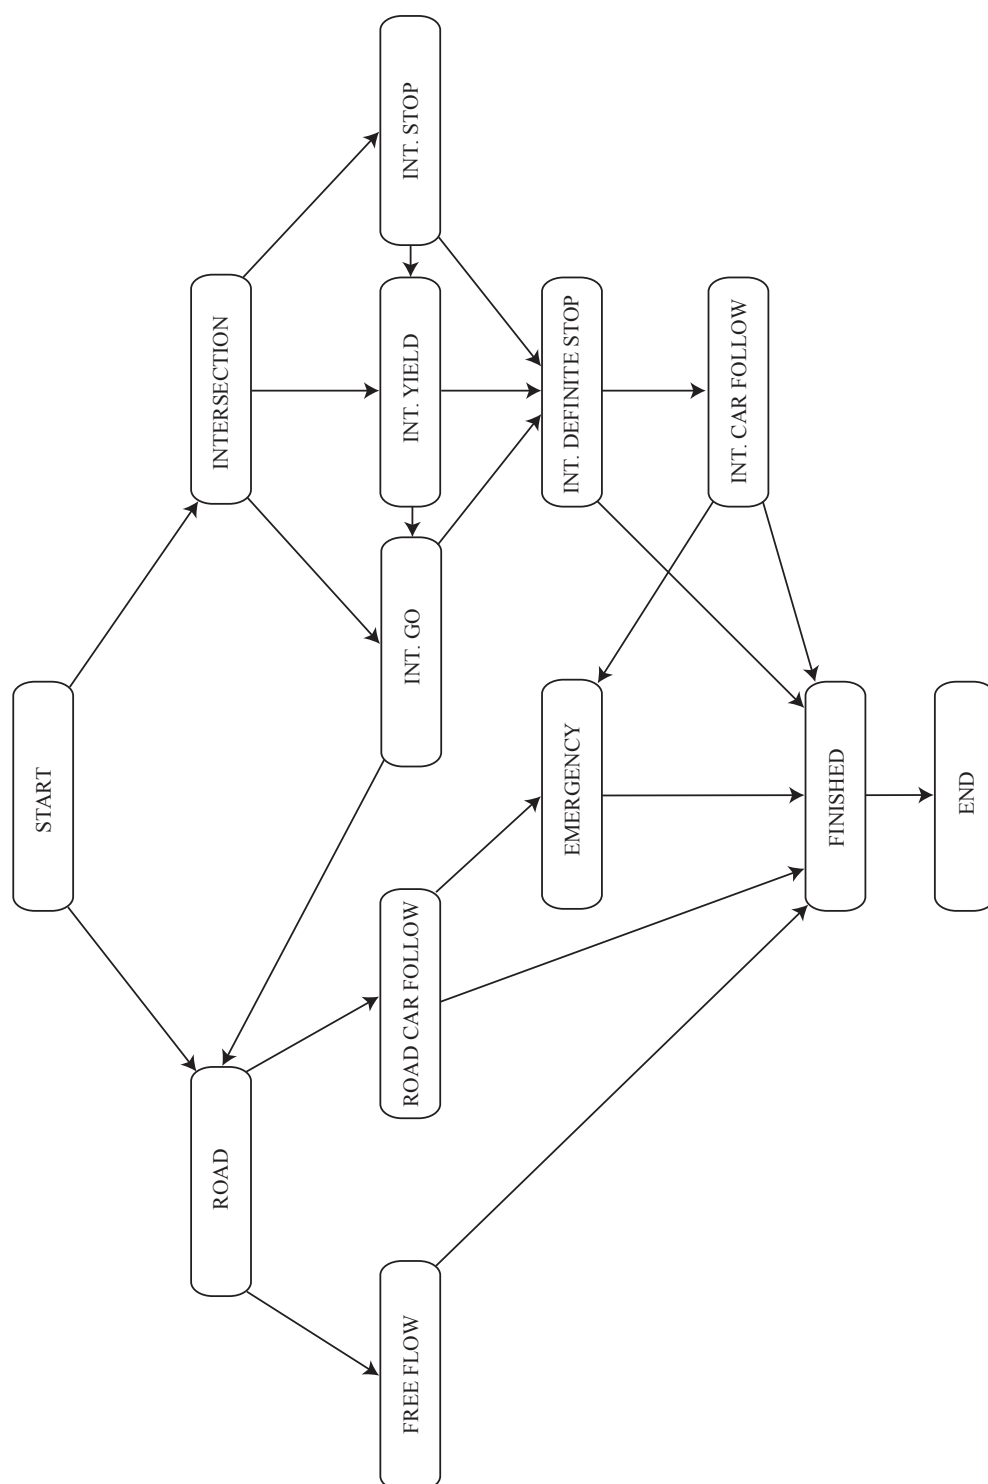 START
ROAD
INTERSECTION
FREE FLOW
ROAD CAR FOLLOW
INT. GO
INT. YIELD
INT. STOP
EMERGENCY
INT. DEFINITE STOP
INT. CAR FOLLOW
FINISHED
END